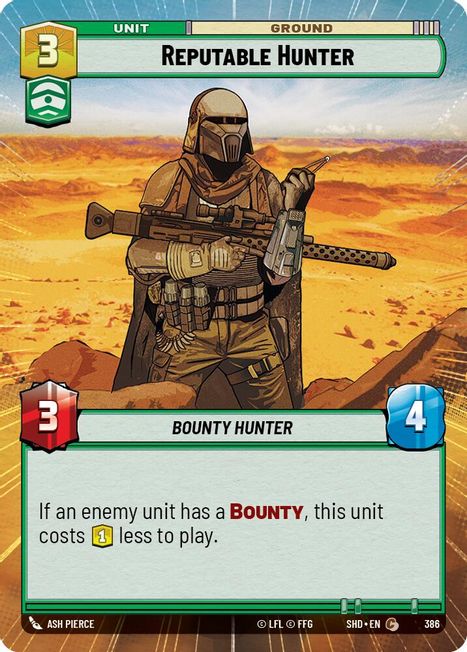 UNIT GROUND
3 REPUTABLE HUNTER
3 BOUNTY HUNTER 4
If an enemy unit has a BOUNTY, this unit
costs 1 less to play.
ASH PIERCE © LFL © FFG SHD • EN C 386